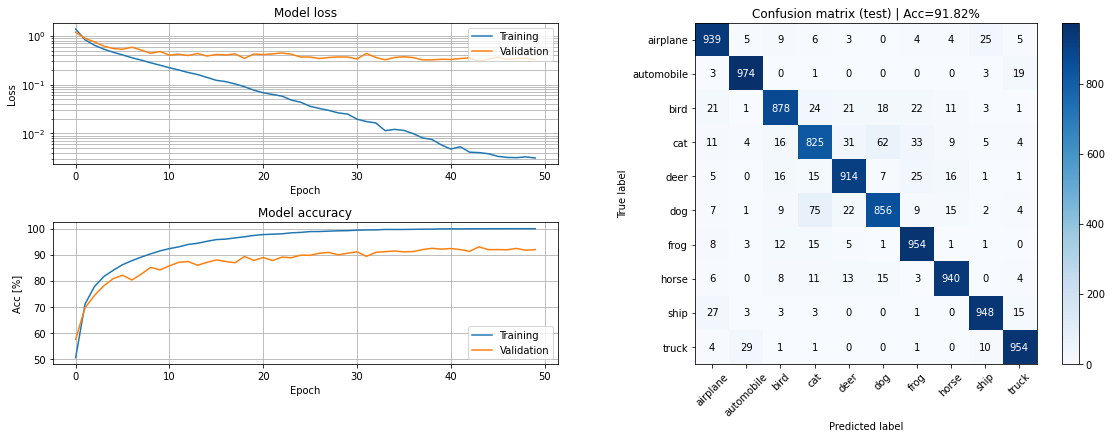 Model loss
10⁰
10⁻¹
10⁻²
Loss
Training
Validation
0 10 20 30 40 50
Epoch
Model accuracy
100
90
80
70
60
50
Acc [%]
Training
Validation
0 10 20 30 40 50
Epoch
Confusion matrix (test) | Acc=91.82%
True label
airplane 939 5 9 6 3 0 4 4 25 5
automobile 3 974 0 1 0 0 0 0 3 19
bird 21 1 878 24 21 18 22 11 3 1
cat 11 4 16 825 31 62 33 9 5 4
deer 5 0 16 15 914 7 25 16 1 1
dog 7 1 9 75 22 856 9 15 2 4
frog 8 3 12 15 5 1 954 1 1 0
horse 6 0 8 11 13 15 3 940 0 4
ship 27 3 3 3 0 0 1 0 948 15
truck 4 29 1 1 0 0 1 0 10 954
airplane automobile bird cat deer dog frog horse ship truck
Predicted label
800
600
400
200
0